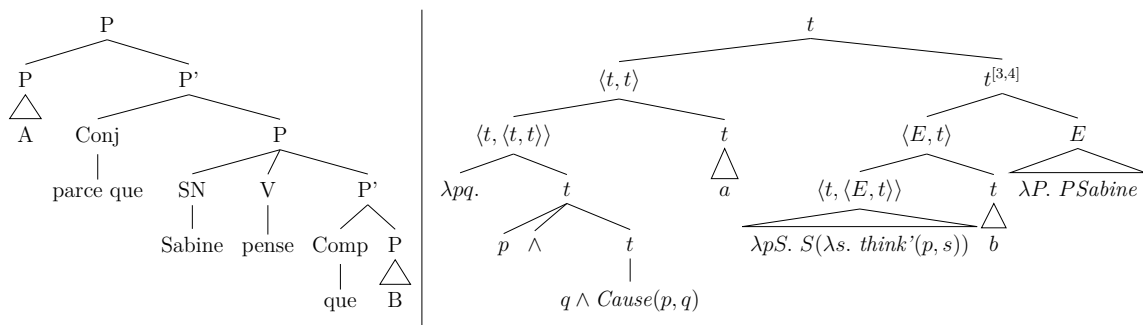 P
P P’
A Conj P
parce que SN V P’
Sabine pense Comp P
que B
t
⟨t, t⟩ t[3,4]
⟨t, ⟨t, t⟩⟩ t ⟨E, t⟩ E
λpq. t a ⟨t, ⟨E, t⟩⟩ t λP. PSabine
p ∧ t λpS. S(λs. think’(p, s)) b
q ∧ Cause(p, q)